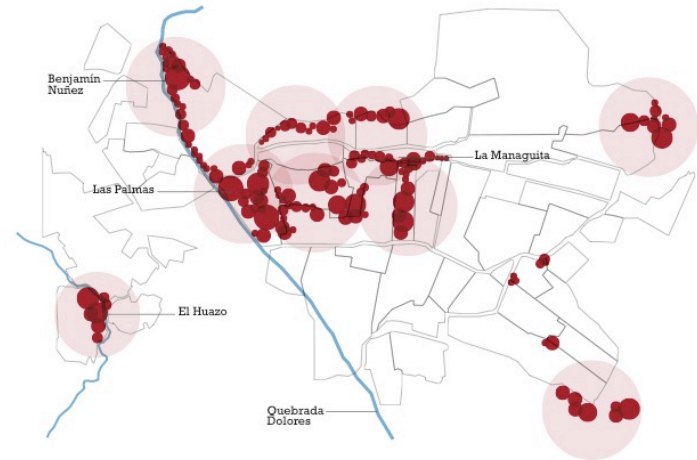 Benjamín
Nuñez
La Managuita
Las Palmas
El Huazo
Quebrada
Dolores